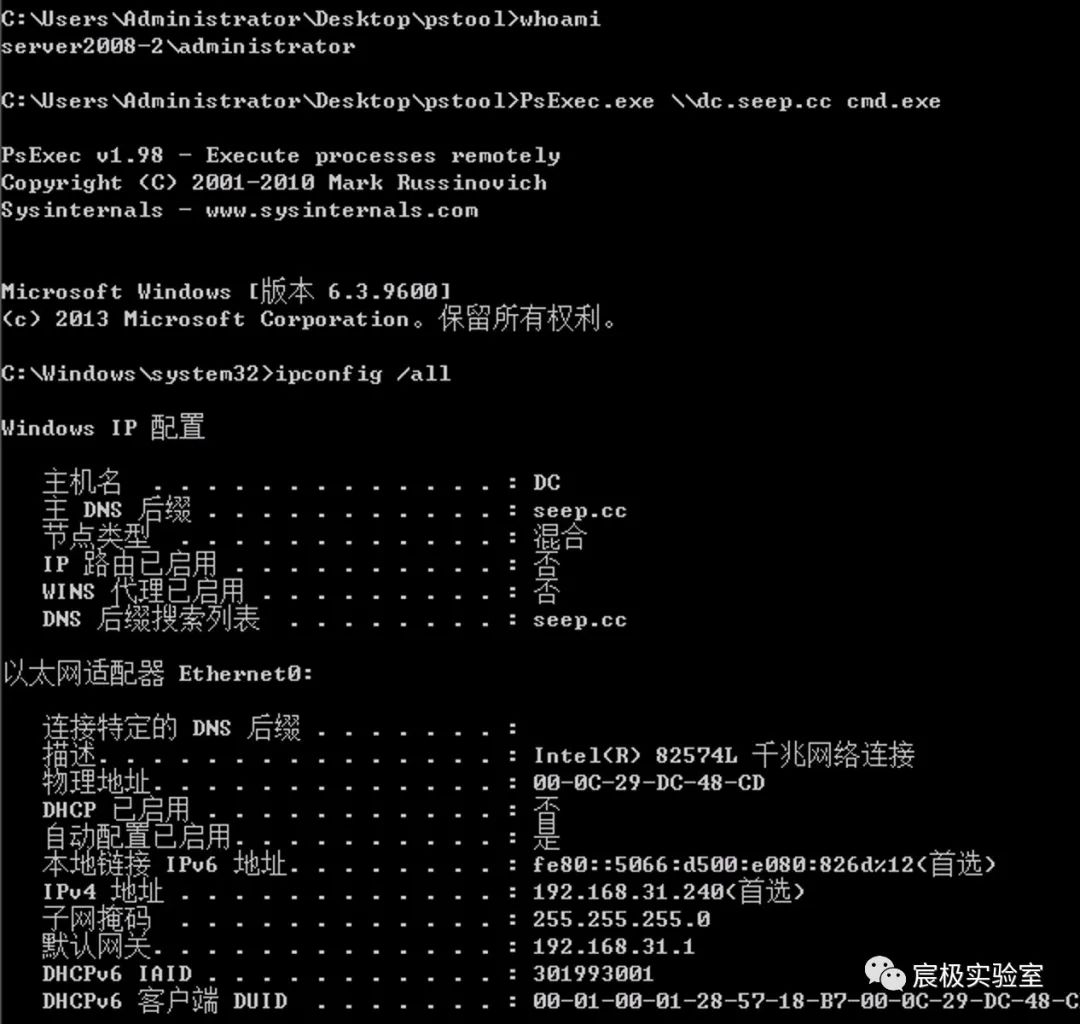 C:\Users\Administrator\Desktop\pstool>whoami
server2008-2\administrator
C:\Users\Administrator\Desktop\pstool>PsExec.exe \\dc.seep.cc cmd.exe
PsExec v1.98 - Execute processes remotely
Copyright (C) 2001-2010 Mark Russinovich
Sysinternals - www.sysinternals.com
Microsoft Windows [版本 6.3.9600]
(c) 2013 Microsoft Corporation。保留所有权利。
C:\Windows\system32>ipconfig /all
Windows IP 配置
主机名 . . . . . . . . . . . . . : DC
主 DNS 后缀 . . . . . . . . . . . : seep.cc
节点类型 . . . . . . . . . . . . : 混合
IP 路由已启用 . . . . . . . . . . : 否
WINS 代理已启用 . . . . . . . . . : 否
DNS 后缀搜索列表 . . . . . . . . : seep.cc
以太网适配器 Ethernet0:
连接特定的 DNS 后缀 . . . . . . . :
描述. . . . . . . . . . . . . . . : Intel(R) 82574L 千兆网络连接
物理地址. . . . . . . . . . . . . : 00-0C-29-DC-48-CD
DHCP 已启用 . . . . . . . . . . . : 否
自动配置已启用. . . . . . . . . . : 是
本地链接 IPv6 地址. . . . . . . . : fe80::5066:d500:e080:826d%12(首选)
IPv4 地址 . . . . . . . . . . . . : 192.168.31.240(首选)
子网掩码 . . . . . . . . . . . . : 255.255.255.0
默认网关. . . . . . . . . . . . . : 192.168.31.1
DHCPv6 IAID . . . . . . . . . . . : 301993001
DHCPv6 客户端 DUID . . . . . . . : 00-01-00-01-28-57-18-B7-00-0C-29-DC-48-C
宸极实验室